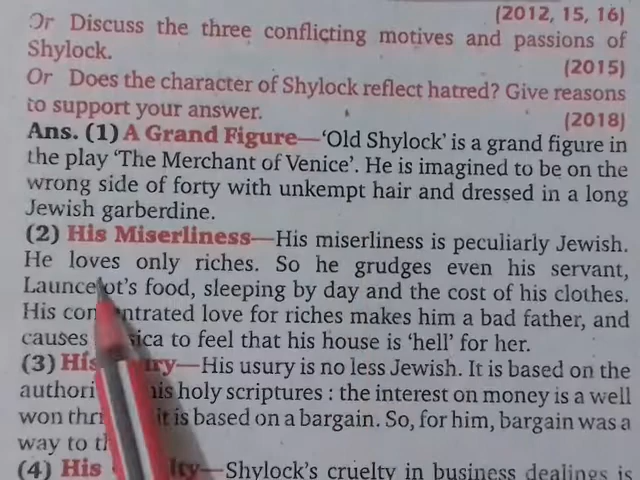 Or Discuss the three conflicting motives and passions of
(2012, 15, 16)
Shylock.
(2015)
Or Does the character of Shylock reflect hatred? Give reasons
to support your answer.
(2018)
Ans. (1) A Grand Figure—'Old Shylock' is a grand figure in
the play 'The Merchant of Venice'. He is imagined to be on the
wrong side of forty with unkempt hair and dressed in a long
Jewish garberdine.
(2) His Miserliness—His miserliness is peculiarly Jewish.
He loves only riches. So he grudges even his servant,
Launcelot's food, sleeping by day and the cost of his clothes.
His love for riches makes him a bad father, and
causes to feel that his house is 'hell' for her.
(3) His —His usury is no less Jewish. It is based on the
his holy scriptures : the interest on money is a well
won it is based on a bargain. So, for him, bargain was a
way to
(4) His —Shylock's cruelty in business dealings is